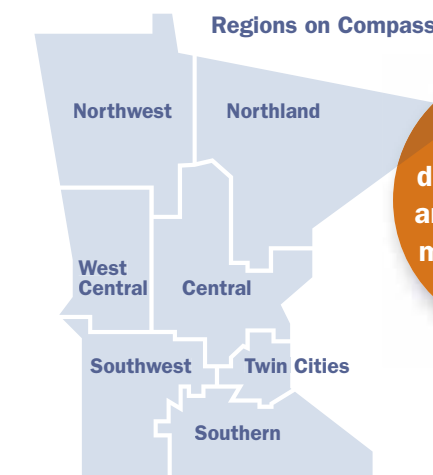 Regions on Compass
Northwest
Northland
West
Central
Central
Southwest
Twin Cities
Southern